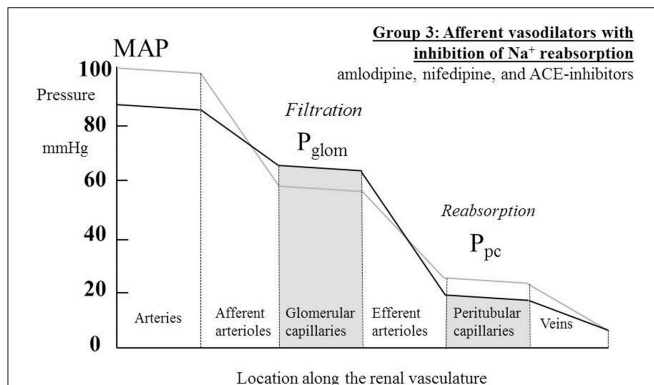 Group 3: Afferent vasodilators with
inhibition of Na⁺ reabsorption
amlodipine, nifedipine, and ACE-inhibitors
MAP
100
Pressure
80
mmHg
60
40
20
0
Filtration
P_glom
Reabsorption
P_pc
Arteries
Afferent
arterioles
Glomerular
capillaries
Efferent
arterioles
Peritubular
capillaries
Veins
Location along the renal vasculature